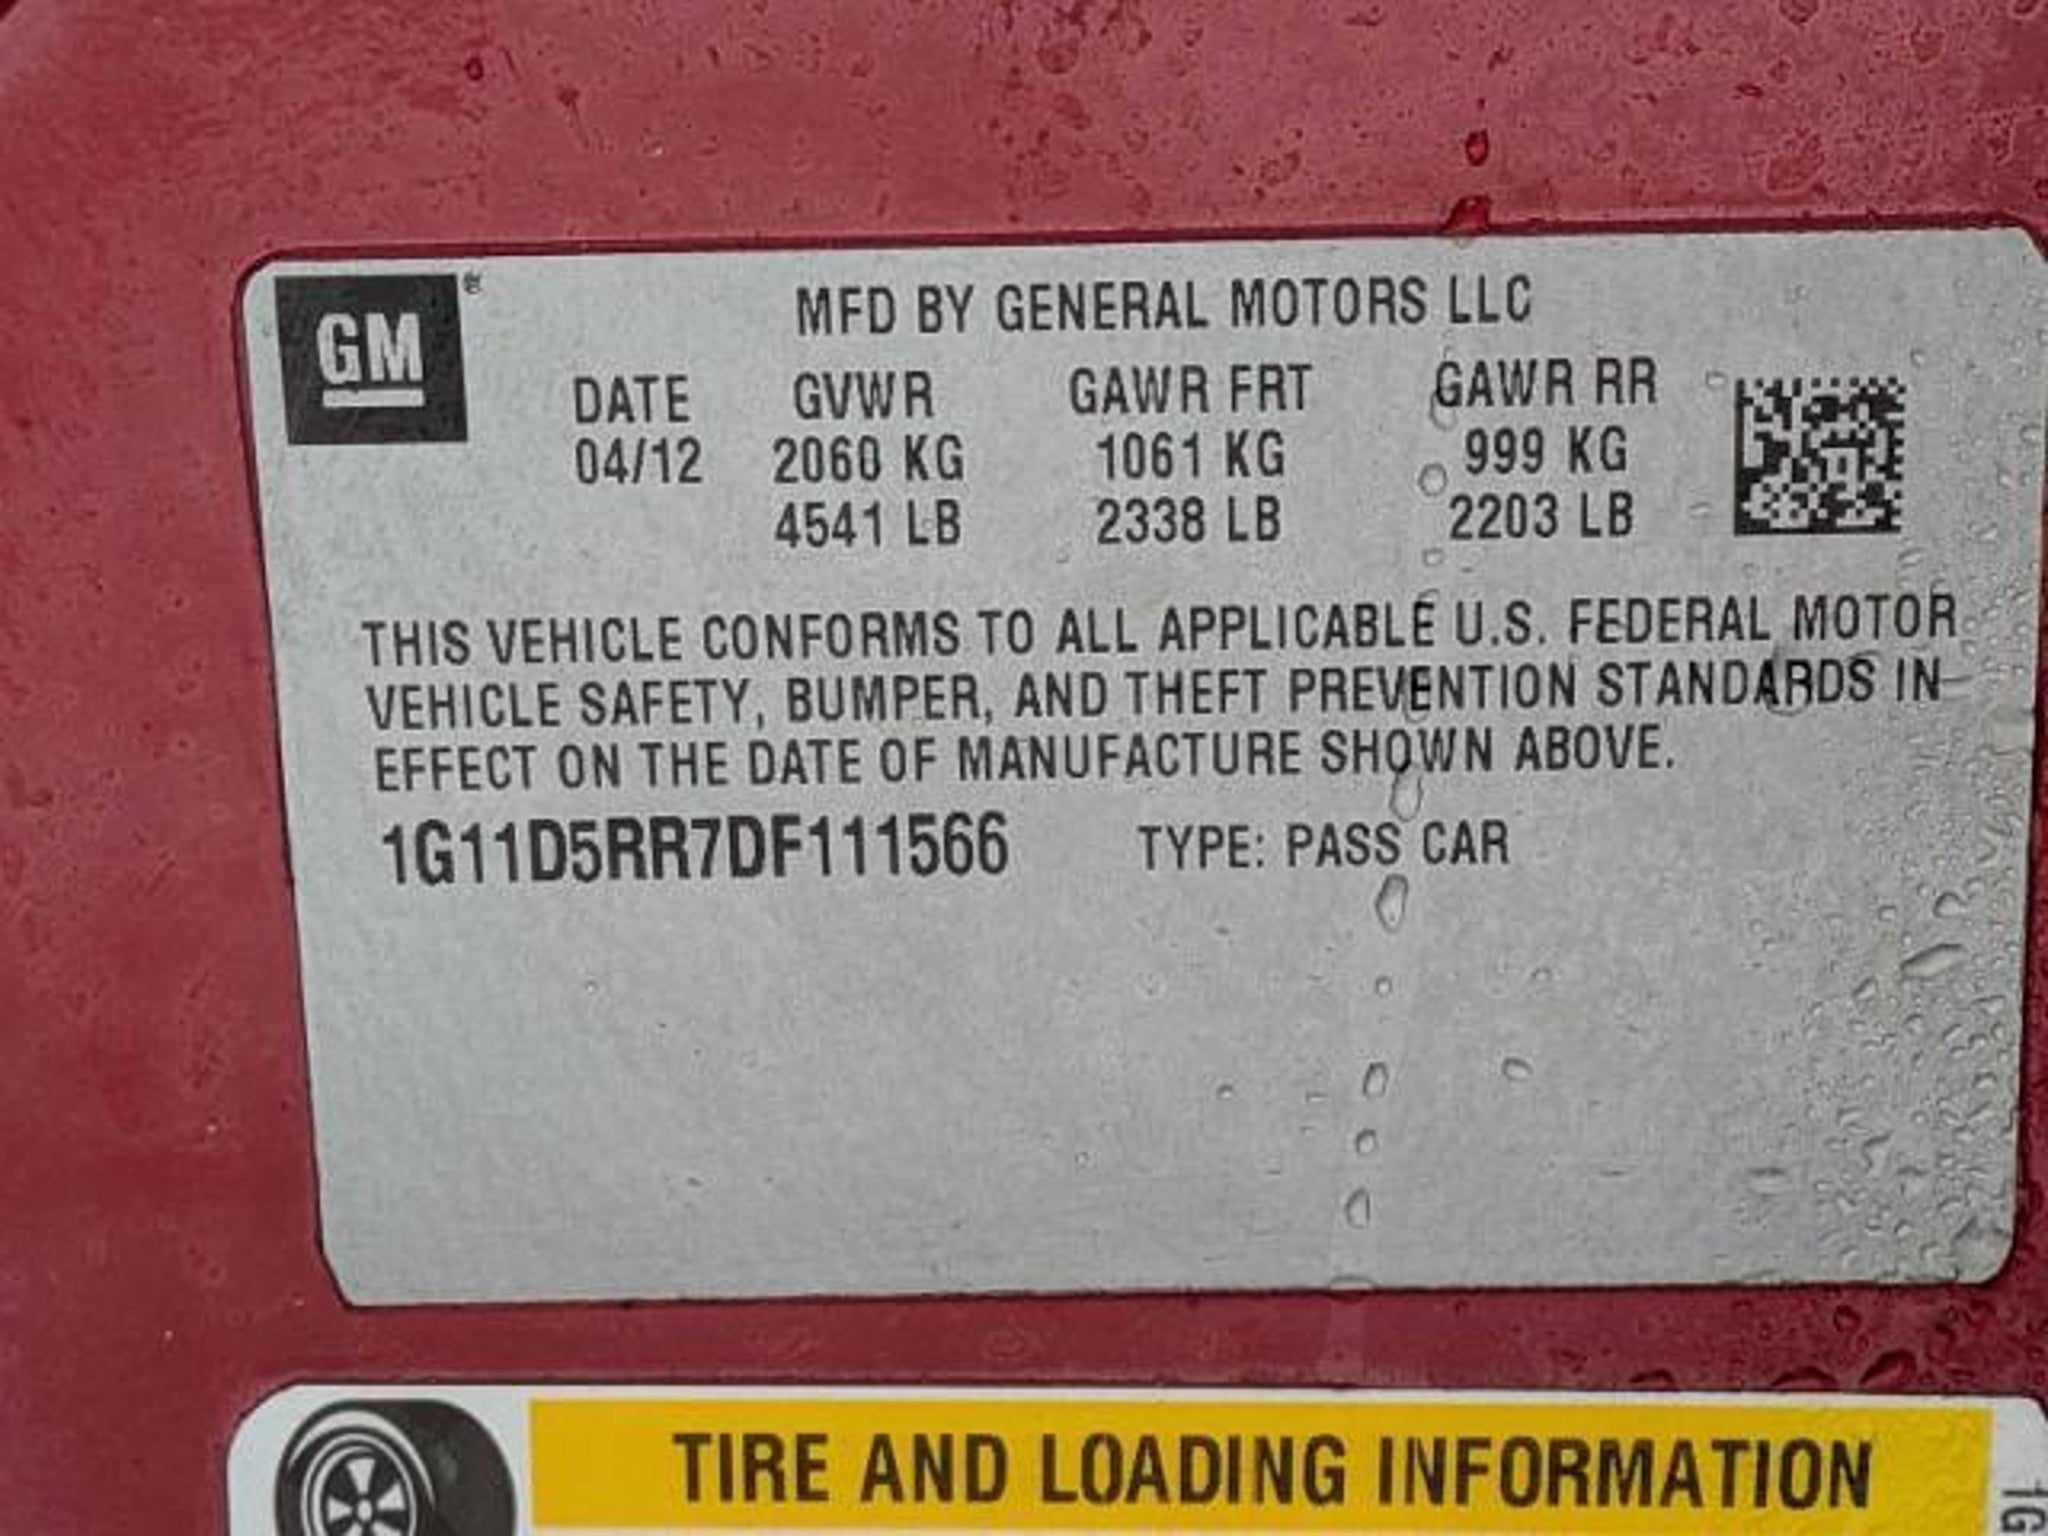 GM®
MFD BY GENERAL MOTORS LLC
DATE GVWR GAWR FRT GAWR RR
04/12 2060 KG 1061 KG 999 KG
4541 LB 2338 LB 2203 LB
THIS VEHICLE CONFORMS TO ALL APPLICABLE U.S. FEDERAL MOTOR
VEHICLE SAFETY, BUMPER, AND THEFT PREVENTION STANDARDS IN
EFFECT ON THE DATE OF MANUFACTURE SHOWN ABOVE.
1G11D5RR7DF111566 TYPE: PASS CAR
TIRE AND LOADING INFORMATION
1G